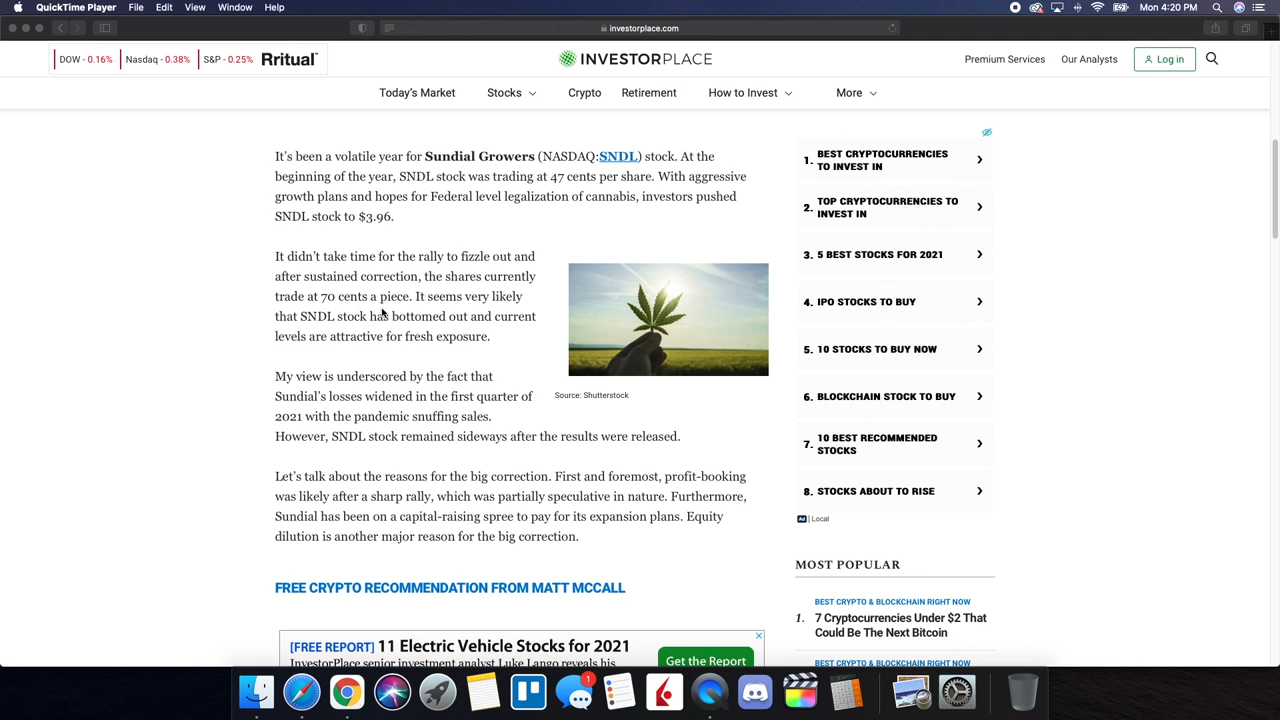 QuickTime Player File Edit View Window Help Mon 4:20 PM
investorplace.com
DOW - 0.16% Nasdaq - 0.38% S&P - 0.25% Rritual™
INVESTORPLACE
Premium Services Our Analysts Log in
Today's Market Stocks Crypto Retirement How to Invest More
It's been a volatile year for Sundial Growers (NASDAQ:SNDL) stock. At the
beginning of the year, SNDL stock was trading at 47 cents per share. With aggressive
growth plans and hopes for Federal level legalization of cannabis, investors pushed
SNDL stock to $3.96.
It didn't take time for the rally to fizzle out and
after sustained correction, the shares currently
trade at 70 cents a piece. It seems very likely
that SNDL stock has bottomed out and current
levels are attractive for fresh exposure.
My view is underscored by the fact that
Sundial's losses widened in the first quarter of
2021 with the pandemic snuffing sales.
However, SNDL stock remained sideways after the results were released.
Source: Shutterstock
Let's talk about the reasons for the big correction. First and foremost, profit-booking
was likely after a sharp rally, which was partially speculative in nature. Furthermore,
Sundial has been on a capital-raising spree to pay for its expansion plans. Equity
dilution is another major reason for the big correction.
FREE CRYPTO RECOMMENDATION FROM MATT MCCALL
[FREE REPORT] 11 Electric Vehicle Stocks for 2021
InvestorPlace senior investment analyst Luke Lango reveals his
Get the Report
1. BEST CRYPTOCURRENCIES
TO INVEST IN
2. TOP CRYPTOCURRENCIES TO
INVEST IN
3. 5 BEST STOCKS FOR 2021
4. IPO STOCKS TO BUY
5. 10 STOCKS TO BUY NOW
6. BLOCKCHAIN STOCK TO BUY
7. 10 BEST RECOMMENDED
STOCKS
8. STOCKS ABOUT TO RISE
Ad | Local
MOST POPULAR
BEST CRYPTO & BLOCKCHAIN RIGHT NOW
1. 7 Cryptocurrencies Under $2 That
Could Be The Next Bitcoin
BEST CRYPTO & BLOCKCHAIN RIGHT NOW
1